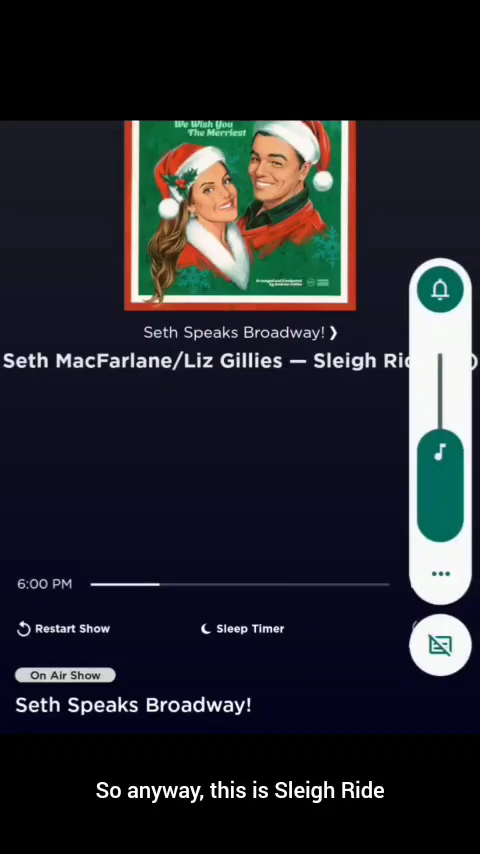 We Wish You
The Merriest
Seth Speaks Broadway! ❯
Seth MacFarlane/Liz Gillies — Sleigh Ri
6:00 PM
Restart Show
Sleep Timer
On Air Show
Seth Speaks Broadway!
So anyway, this is Sleigh Ride